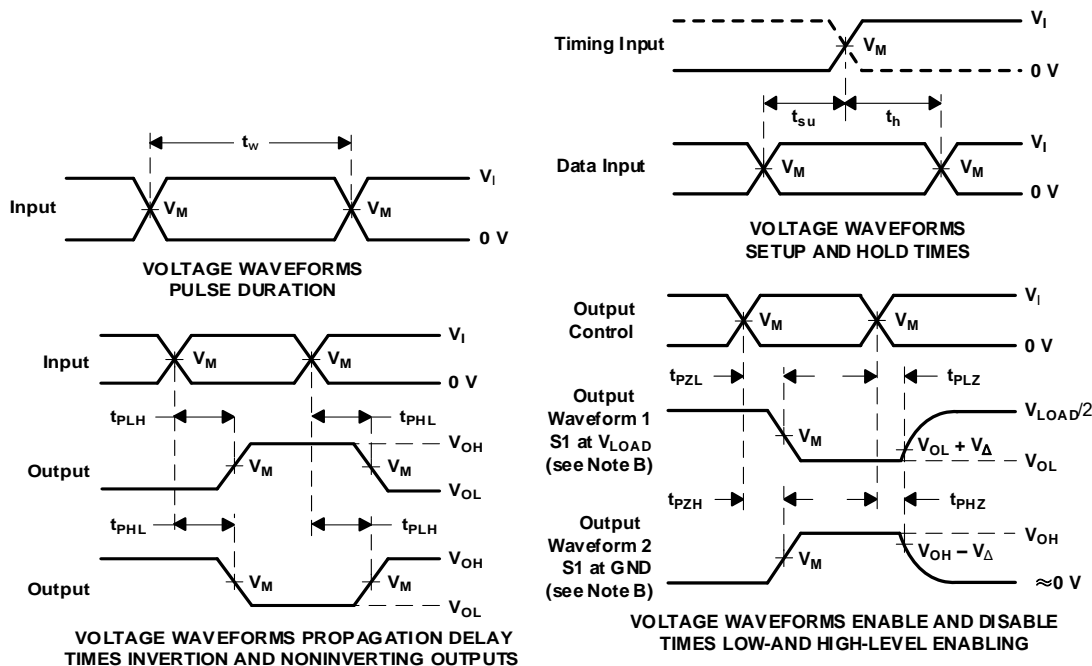 t_w
Input
V_I
V_M
V_M
0 V
VOLTAGE WAVEFORMS
PULSE DURATION
Timing Input
V_I
V_M
0 V
t_su
t_h
Data Input
V_I
V_M
V_M
0 V
VOLTAGE WAVEFORMS
SETUP AND HOLD TIMES
Input
V_I
V_M
V_M
0 V
t_PLH
t_PHL
Output
V_OH
V_M
V_M
V_OL
t_PHL
t_PLH
Output
V_OH
V_M
V_M
V_OL
VOLTAGE WAVEFORMS PROPAGATION DELAY
TIMES INVERTION AND NONINVERTING OUTPUTS
Output
Control
V_I
V_M
V_M
0 V
t_PZL
t_PLZ
Output
Waveform 1
S1 at V_LOAD
(see Note B)
V_LOAD/2
V_M
V_OL + V_Δ
V_OL
t_PZH
t_PHZ
Output
Waveform 2
S1 at GND
(see Note B)
V_OH
V_M
V_OH − V_Δ
≈0 V
VOLTAGE WAVEFORMS ENABLE AND DISABLE
TIMES LOW-AND HIGH-LEVEL ENABLING